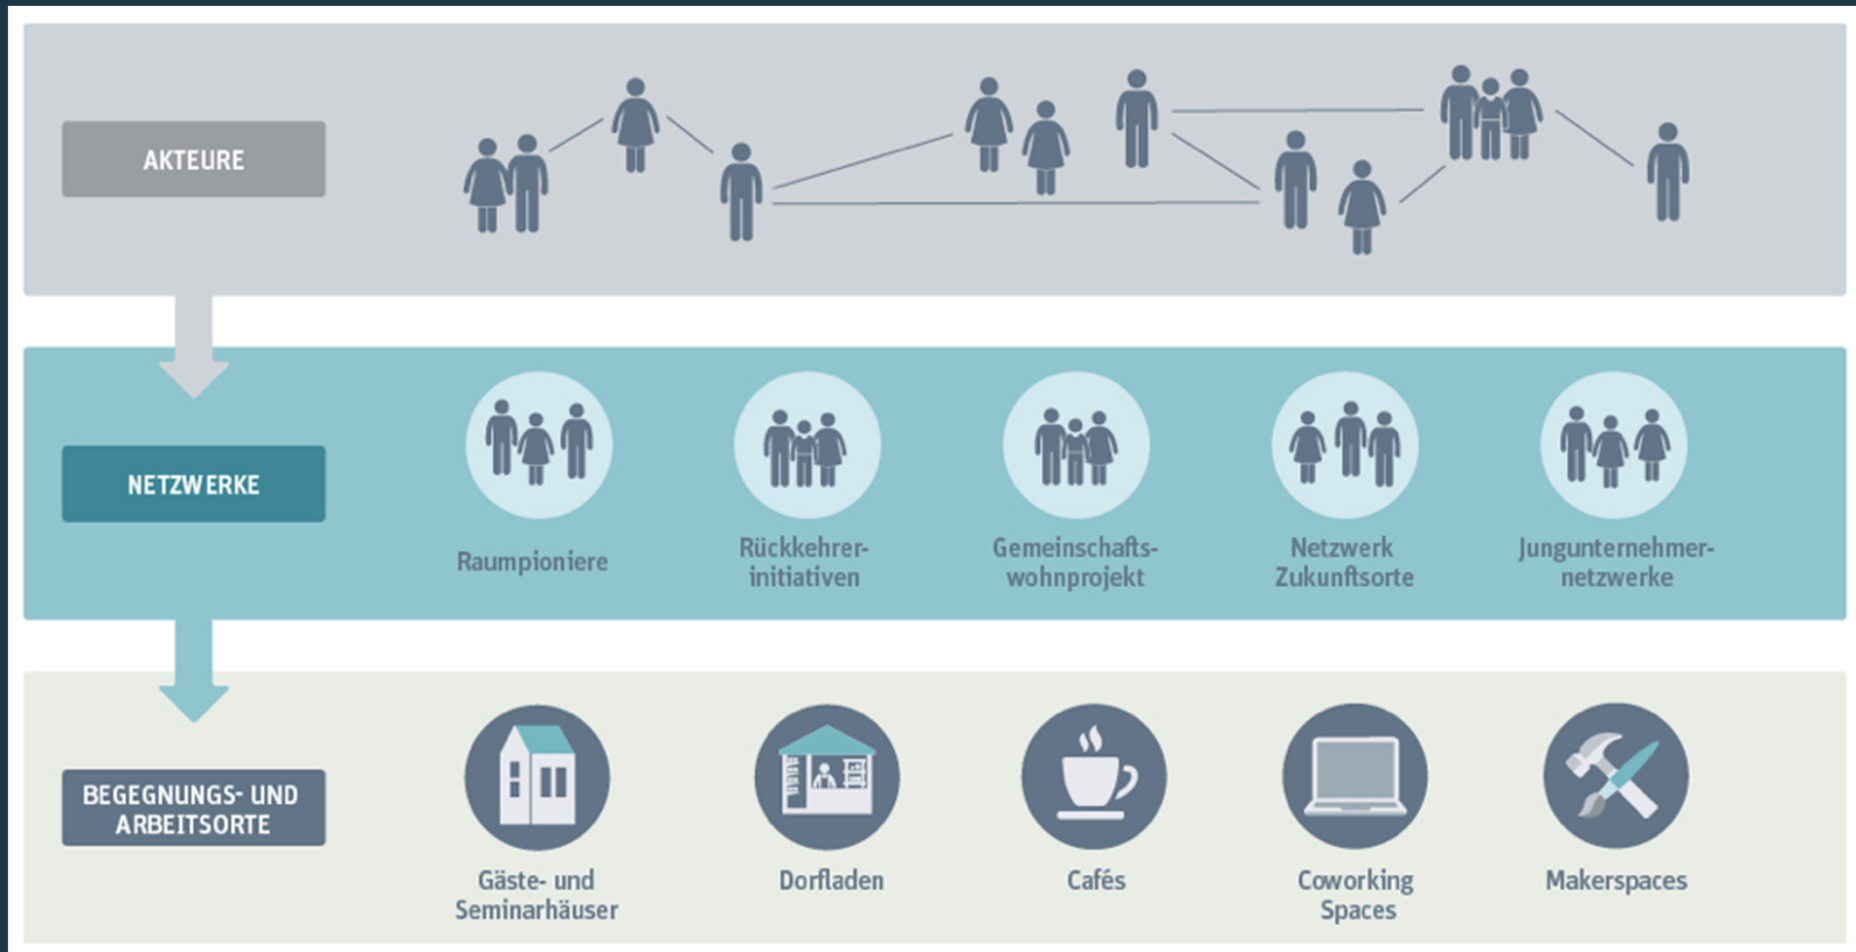 AKTEURE
NETZWERKE
Raumpioniere
Rückkehrer-
initiativen
Gemeinschafts-
wohnprojekt
Netzwerk
Zukunftsorte
Jungunternehmer-
netzwerke
BEGEGNUNGS- UND
ARBEITSORTE
Gäste- und
Seminarhäuser
Dorfladen
Cafés
Coworking
Spaces
Makerspaces